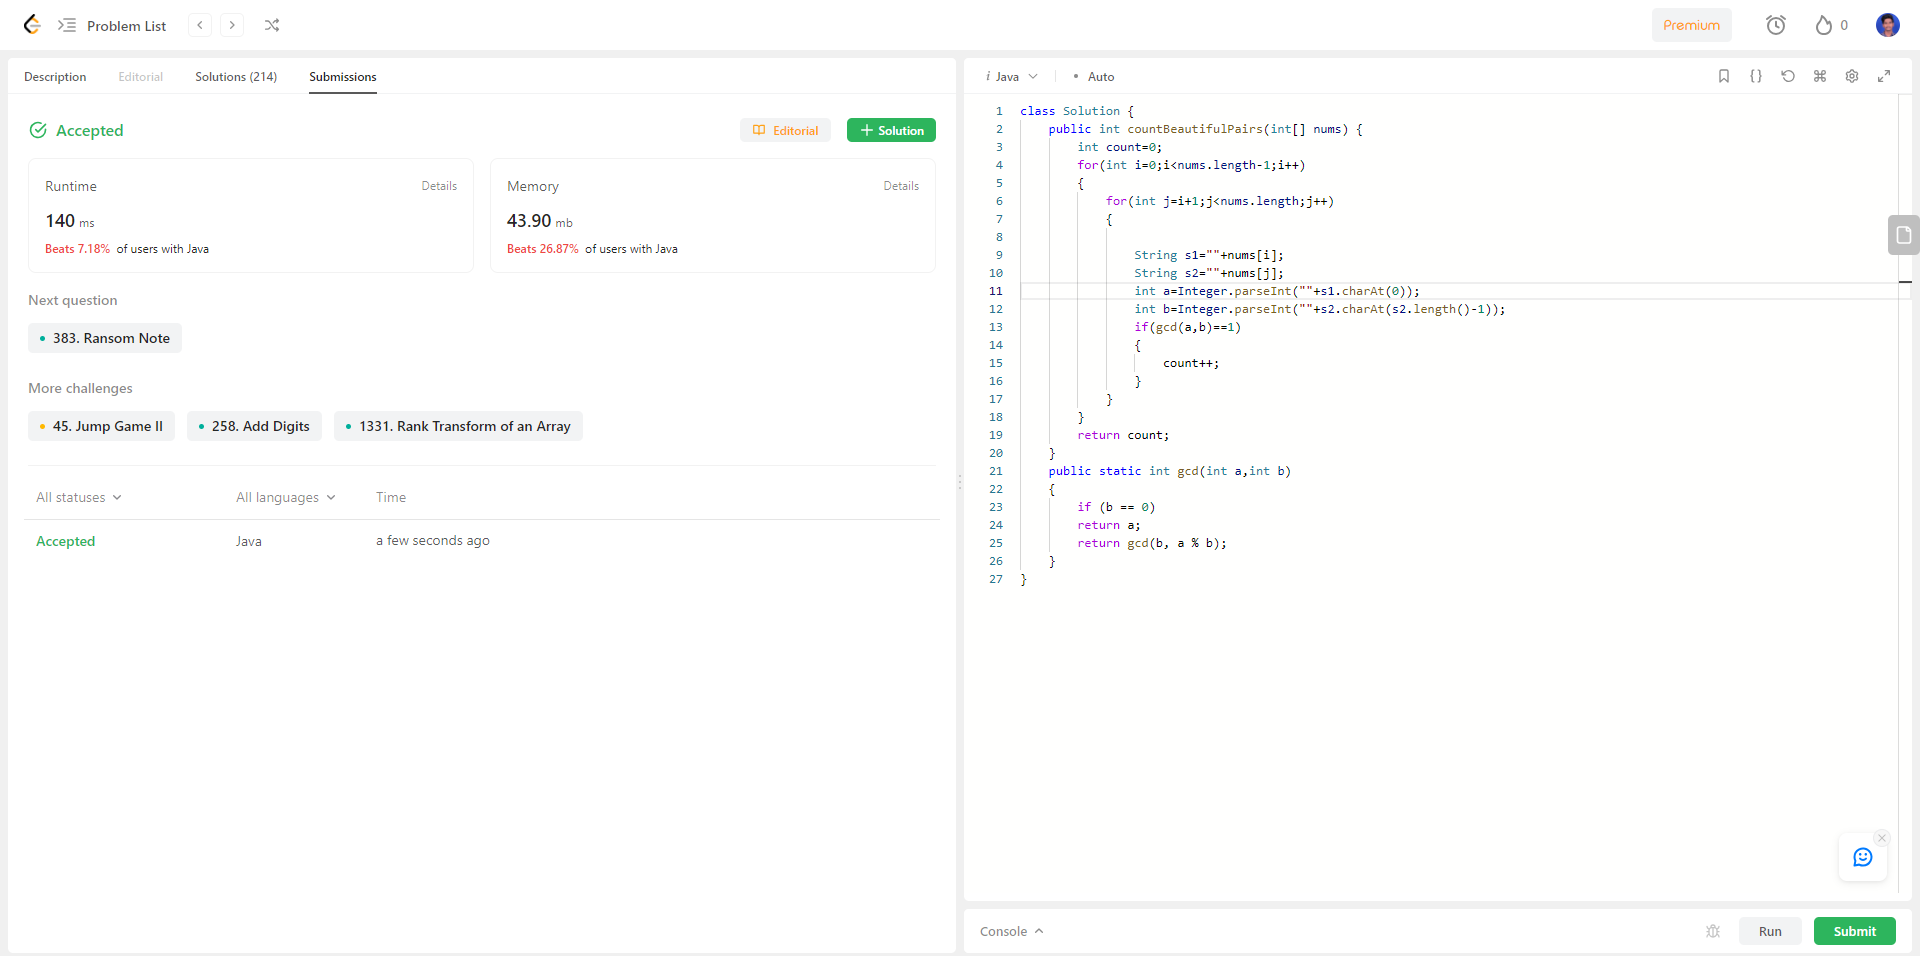 Problem List
Premium
0
Description Editorial Solutions (214) Submissions
Accepted
Editorial
Solution
Runtime Details
140 ms
Beats 7.18% of users with Java
Memory Details
43.90 mb
Beats 26.87% of users with Java
Next question
383. Ransom Note
More challenges
45. Jump Game II 258. Add Digits 1331. Rank Transform of an Array
All statuses All languages Time
Accepted Java a few seconds ago
i Java • Auto
1 class Solution {
2 public int countBeautifulPairs(int[] nums) {
3 int count=0;
4 for(int i=0;i<nums.length-1;i++)
5 {
6 for(int j=i+1;j<nums.length;j++)
7 {
8
9 String s1=""+nums[i];
10 String s2=""+nums[j];
11 int a=Integer.parseInt(""+s1.charAt(0));
12 int b=Integer.parseInt(""+s2.charAt(s2.length()-1));
13 if(gcd(a,b)==1)
14 {
15 count++;
16 }
17 }
18 }
19 return count;
20 }
21 public static int gcd(int a,int b)
22 {
23 if (b == 0)
24 return a;
25 return gcd(b, a % b);
26 }
27 }
Console Run Submit